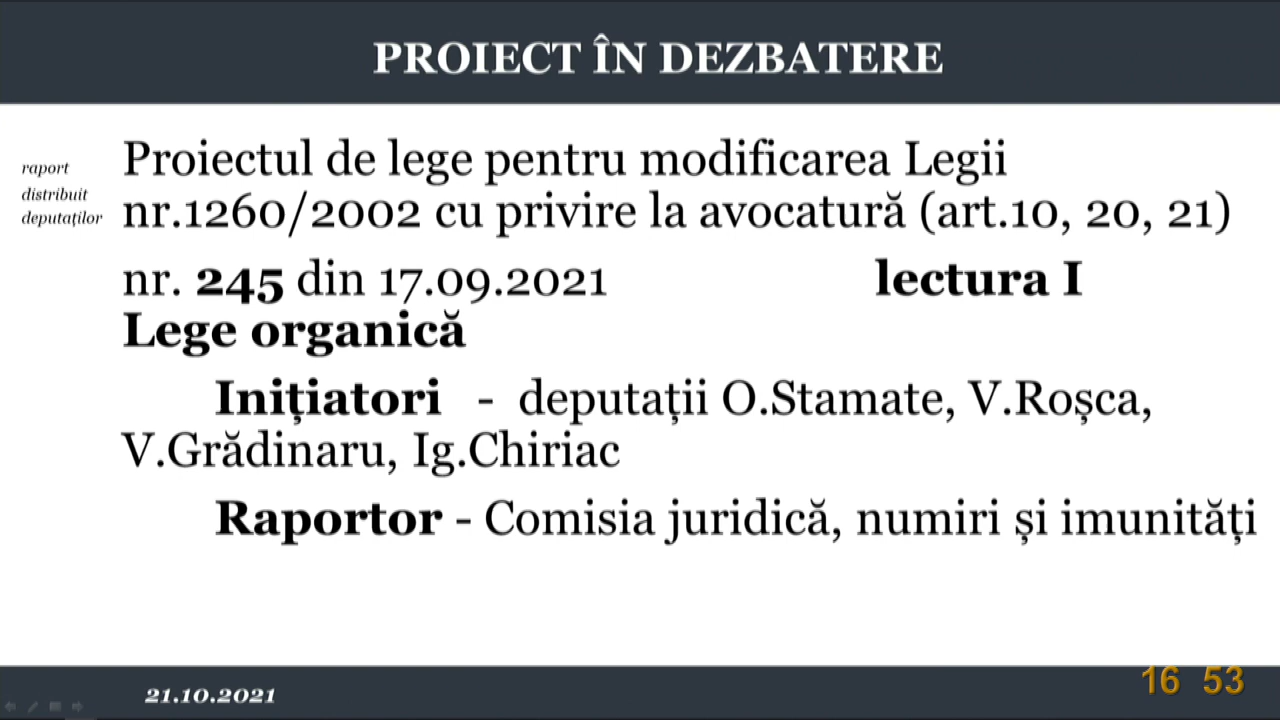 PROIECT ÎN DEZBATERE
raport
distribuit
deputaților
Proiectul de lege pentru modificarea Legii
nr.1260/2002 cu privire la avocatură (art.10, 20, 21)
nr. 245 din 17.09.2021 lectura I
Lege organică
Inițiatori - deputații O.Stamate, V.Roșca,
V.Grădinaru, Ig.Chiriac
Raportor - Comisia juridică, numiri și imunități
21.10.2021
16 53